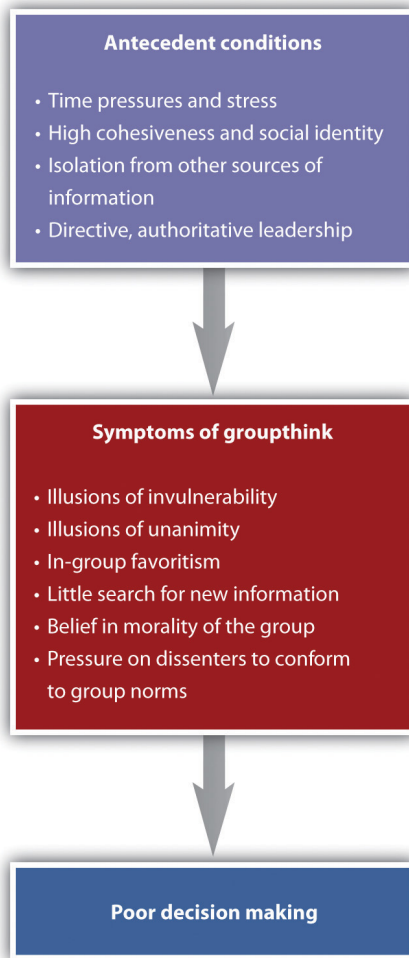 Antecedent conditions
• Time pressures and stress
• High cohesiveness and social identity
• Isolation from other sources of
information
• Directive, authoritative leadership
Symptoms of groupthink
• Illusions of invulnerability
• Illusions of unanimity
• In-group favoritism
• Little search for new information
• Belief in morality of the group
• Pressure on dissenters to conform
to group norms
Poor decision making